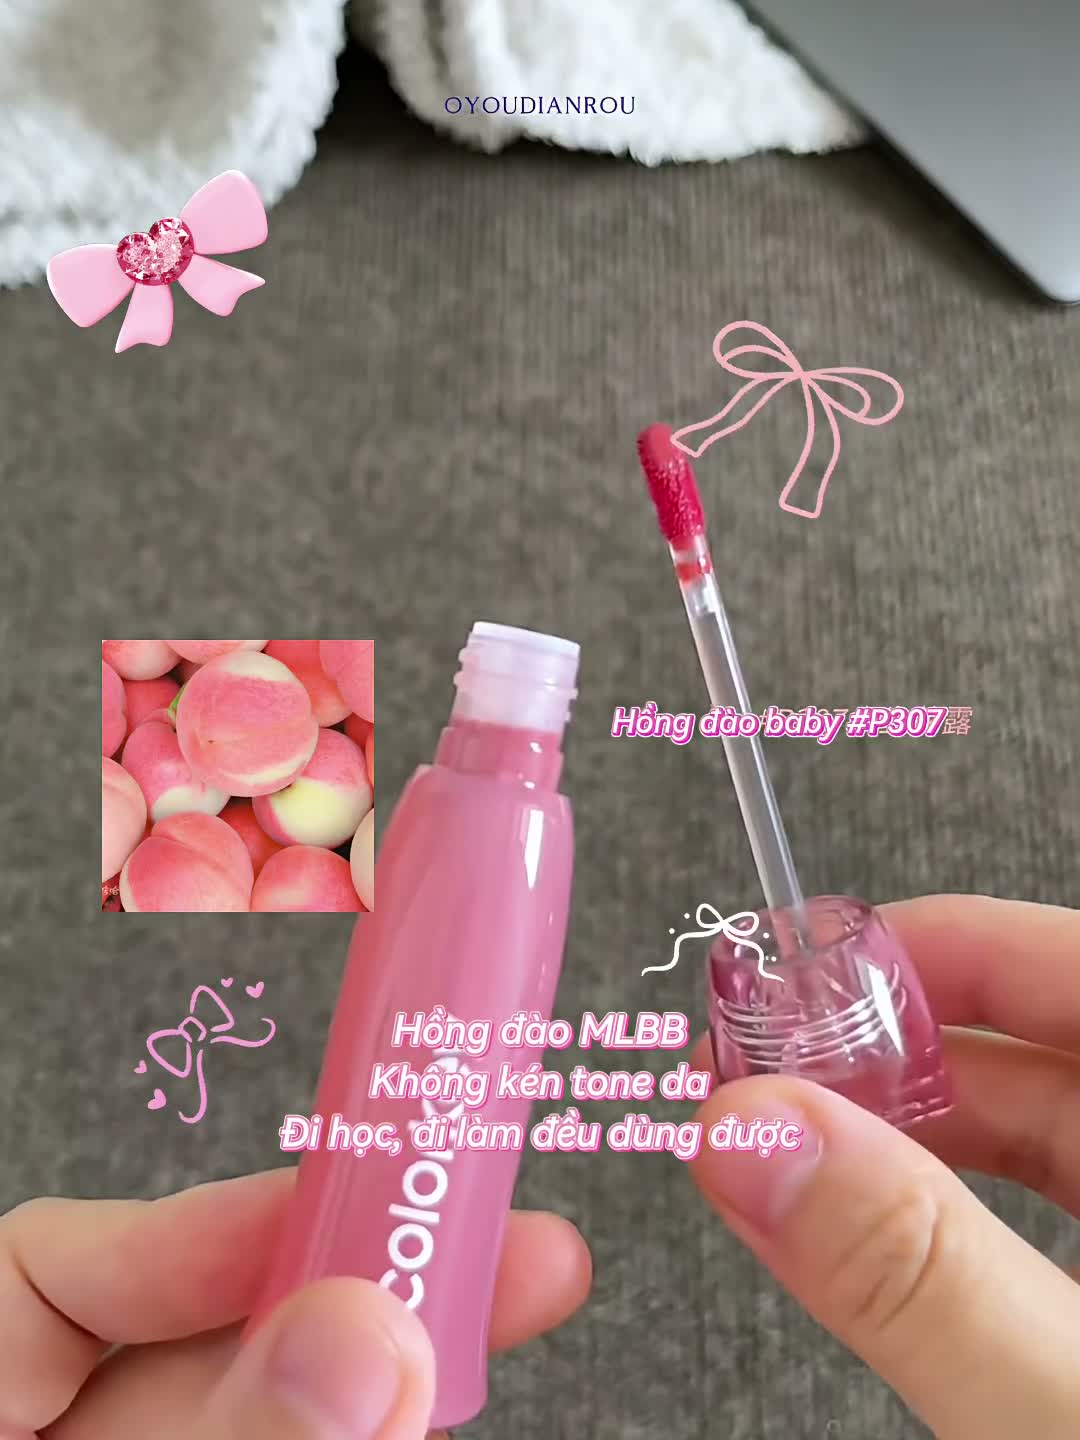 OYOUDIANROU
Hồng đào baby #P307
露
Hồng đào MLBB
Không kén tone da
Đi học, đi làm đều dùng được